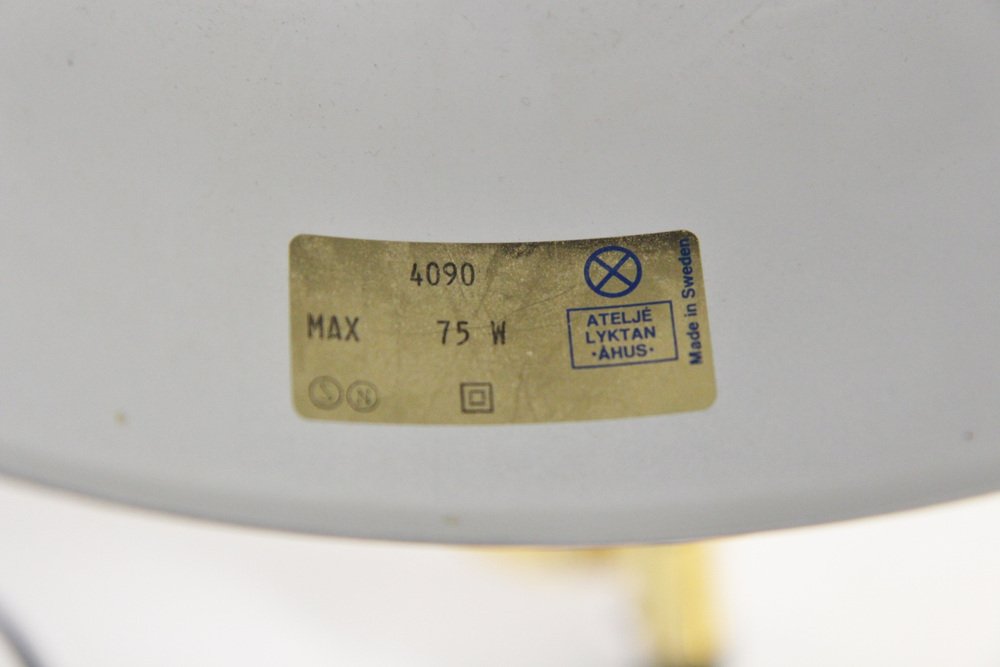 4090
MAX 75 W
S N
ATELJÉ
LYKTAN
·ÅHUS·
Made in Sweden